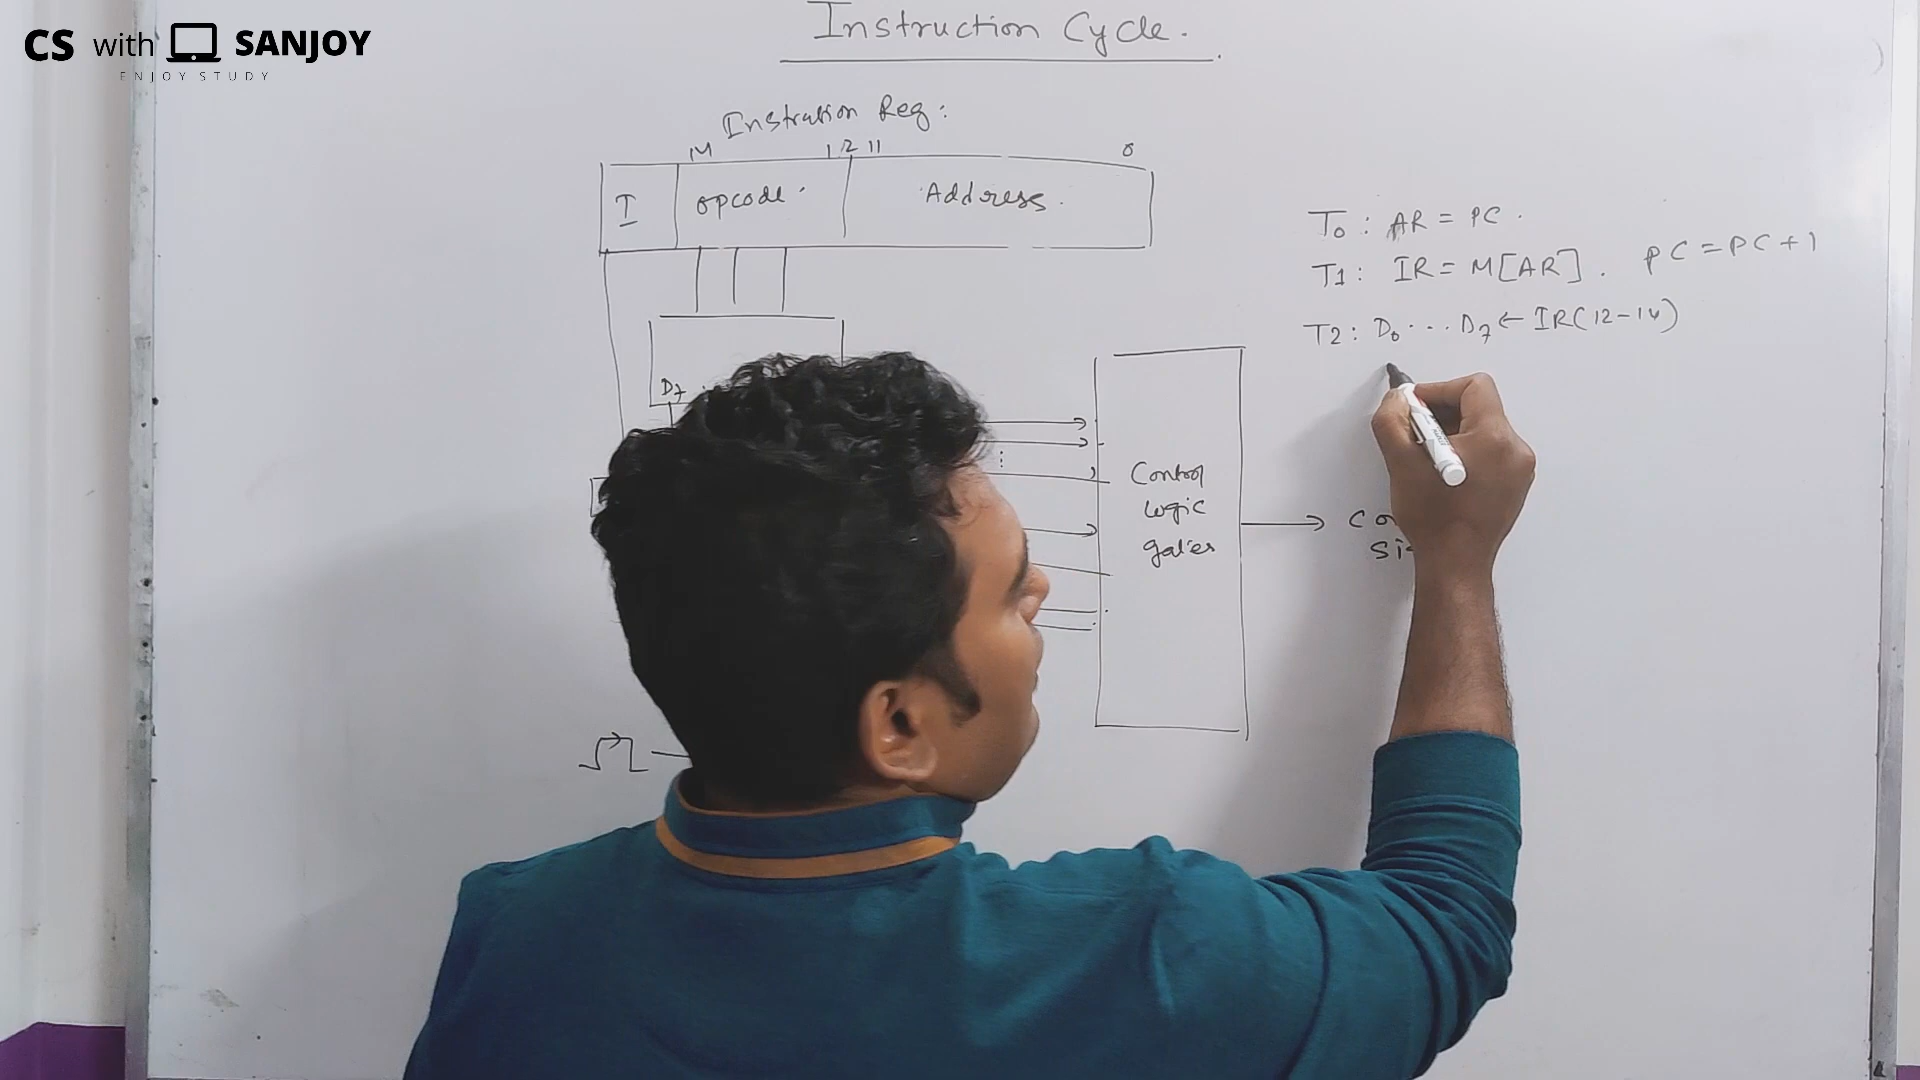 CS with SANJOY
ENJOY STUDY
Instruction Cycle.
Instration Reg:
14 12 11 0
I opcode Address.
T0: AR = PC.
T1: IR = M[AR]. PC = PC + 1
T2: D0 ... D7 ← IR(12-14)
D7
Control
Logic
gates